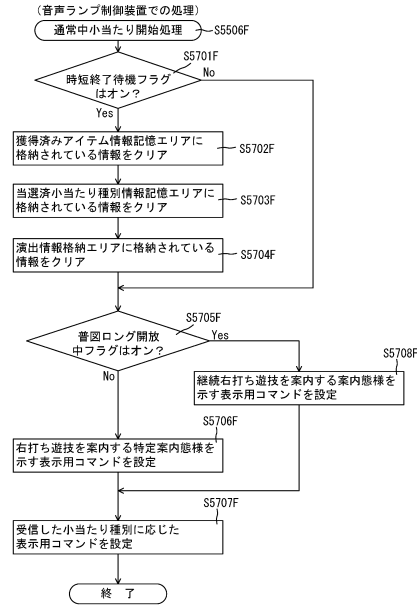 (音声ランプ制御装置での処理)
通常中小当たり開始処理
S5506F
S5701F
時短終了待機フラグ
はオン?
No
Yes
獲得済みアイテム情報記憶エリアに
格納されている情報をクリア
S5702F
当選済小当たり種別情報記憶エリアに
格納されている情報をクリア
S5703F
演出情報格納エリアに格納されている
情報をクリア
S5704F
S5705F
普図ロング開放
中フラグはオン?
Yes
No
S5708F
継続右打ち遊技を案内する案内態様を
示す表示用コマンドを設定
S5706F
右打ち遊技を案内する特定案内態様を
示す表示用コマンドを設定
S5707F
受信した小当たり種別に応じた
表示用コマンドを設定
終 了